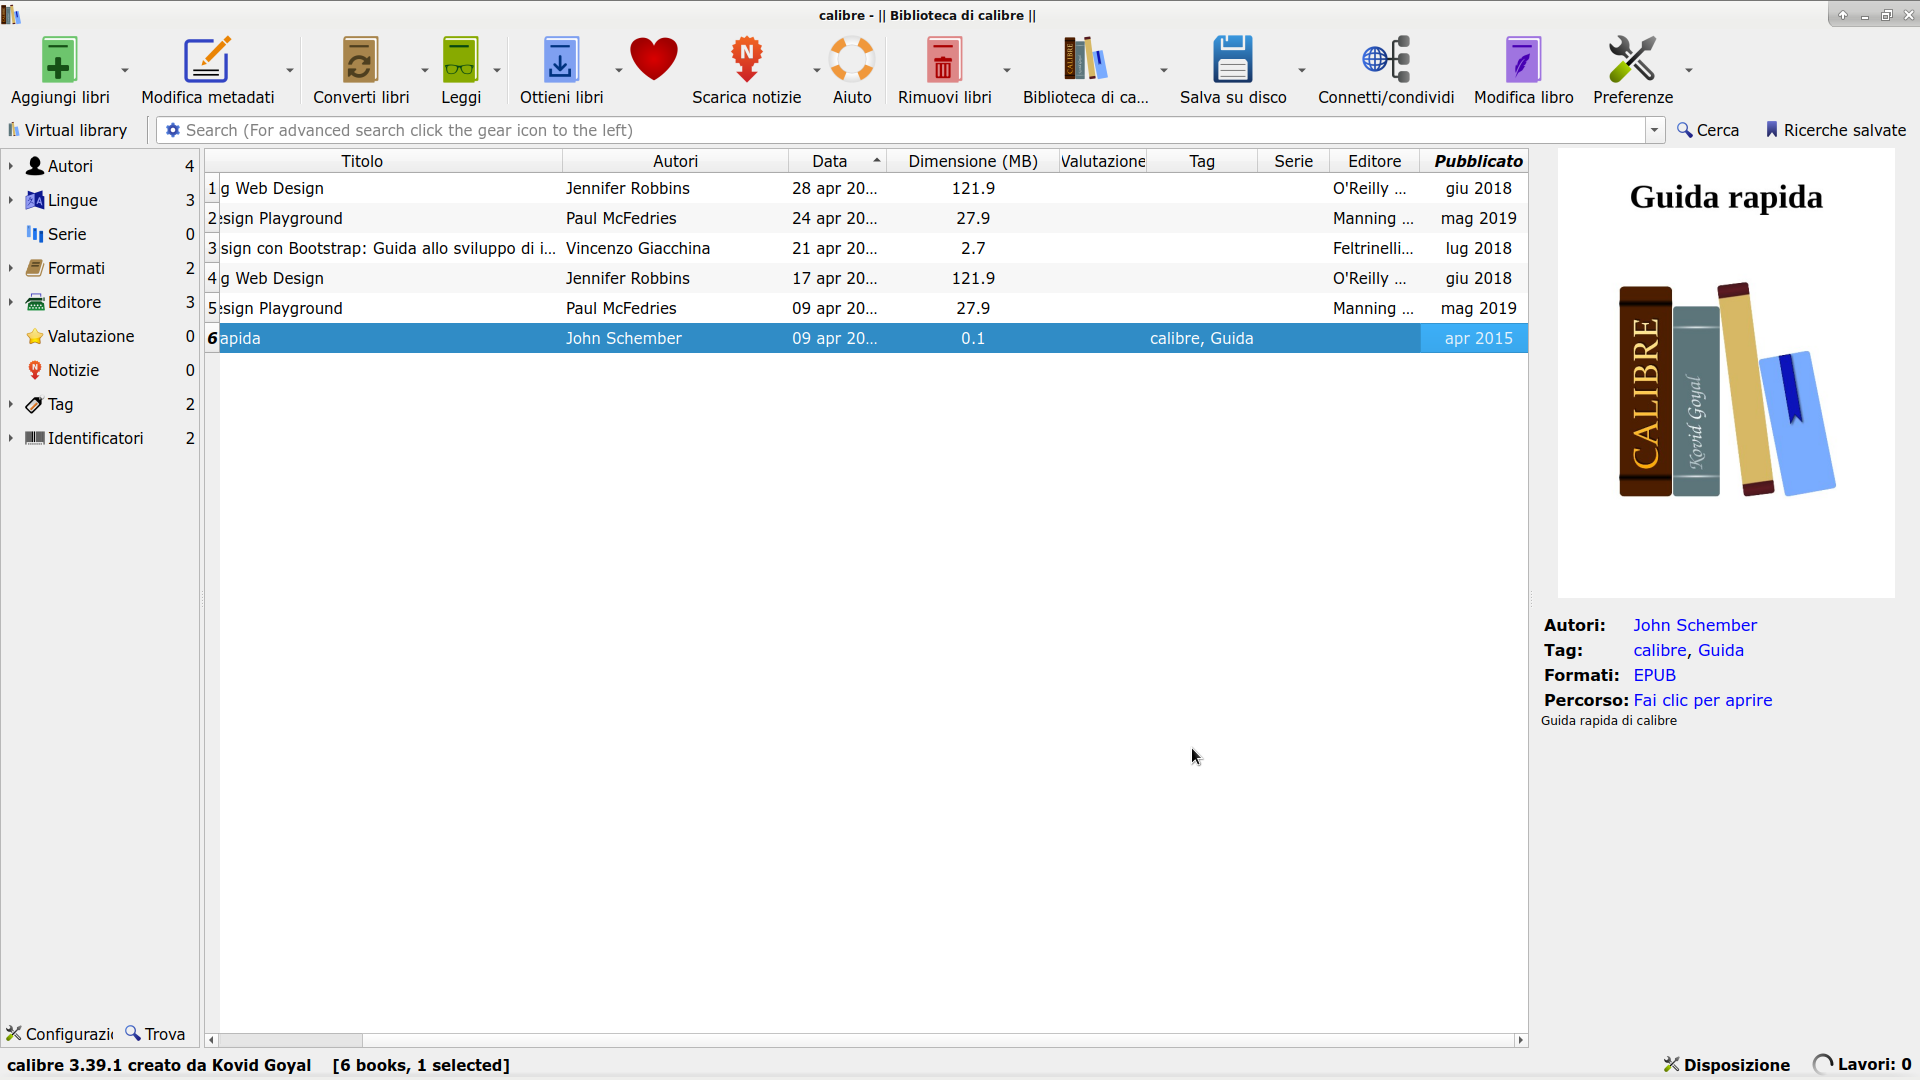 calibre - || Biblioteca di calibre ||
Aggiungi libri
Modifica metadati
Converti libri
Leggi
Ottieni libri
N
Scarica notizie
Aiuto
Rimuovi libri
CALIBRE
Biblioteca di ca...
Salva su disco
Connetti/condividi
Modifica libro
Preferenze
Virtual library
Search (For advanced search click the gear icon to the left)
Cerca
Ricerche salvate
Autori 4
Lingue 3
Serie 0
Formati 2
Editore 3
Valutazione 0
Notizie 0
Tag 2
Identificatori 2
Titolo Autori Data Dimensione (MB) Valutazione Tag Serie Editore Pubblicato
1 g Web Design Jennifer Robbins 28 apr 20... 121.9 O'Reilly ... giu 2018
2 esign Playground Paul McFedries 24 apr 20... 27.9 Manning ... mag 2019
3 sign con Bootstrap: Guida allo sviluppo di i... Vincenzo Giacchina 21 apr 20... 2.7 Feltrinelli... lug 2018
4 g Web Design Jennifer Robbins 17 apr 20... 121.9 O'Reilly ... giu 2018
5 esign Playground Paul McFedries 09 apr 20... 27.9 Manning ... mag 2019
6 apida John Schember 09 apr 20... 0.1 calibre, Guida apr 2015
Guida rapida
CALIBRE
Kovid Goyal
Autori: John Schember
Tag: calibre, Guida
Formati: EPUB
Percorso: Fai clic per aprire
Guida rapida di calibre
Configurazi
Trova
calibre 3.39.1 creato da Kovid Goyal [6 books, 1 selected]
Disposizione
Lavori: 0